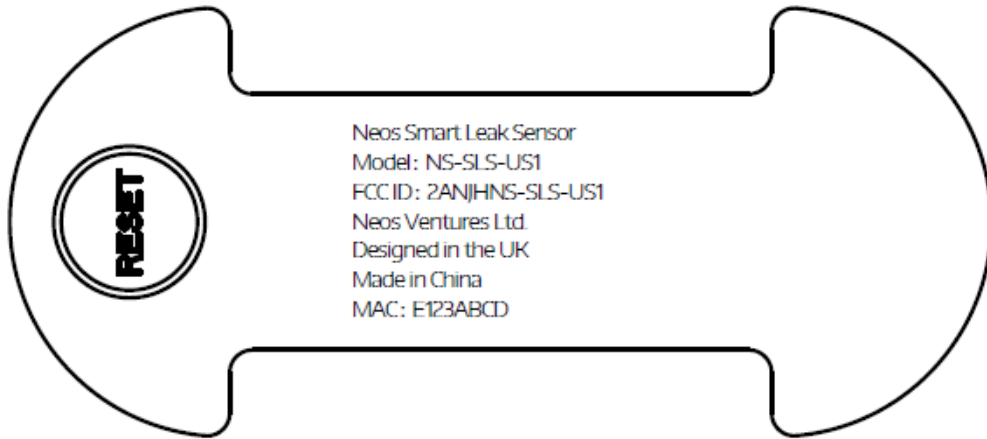 RESET
Neos Smart Leak Sensor
Model: NS-SLS-US1
FCC ID: 2ANJHNS-SLS-US1
Neos Ventures Ltd.
Designed in the UK
Made in China
MAC: E123ABCD